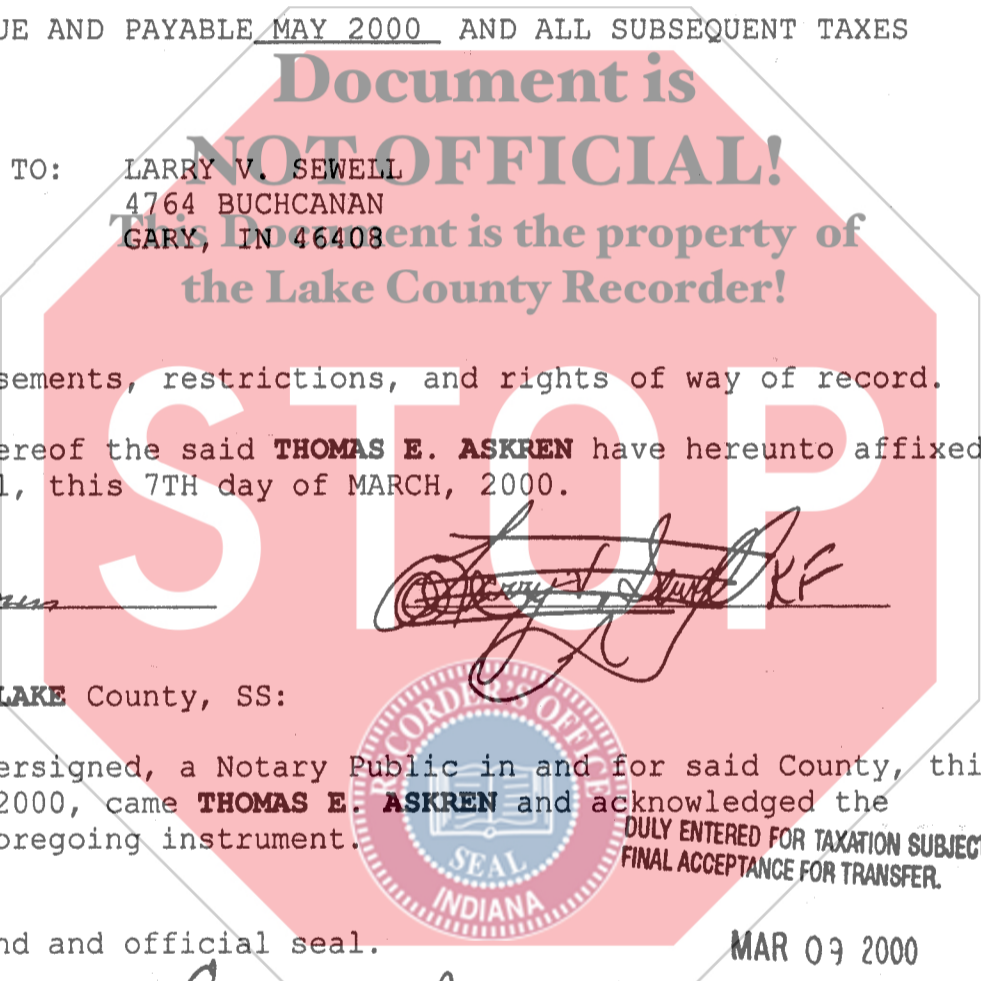 UE AND PAYABLE MAY 2000 AND ALL SUBSEQUENT TAXES
Document is
NOT OFFICIAL!
This Document is the property of
the Lake County Recorder!
TO: LARRY V. SEWELL
4764 BUCHCANAN
GARY, IN 46408
sements, restrictions, and rights of way of record.
ereof the said THOMAS E. ASKREN have hereunto affixed
l, this 7TH day of MARCH, 2000.
STOP
Larry V. Sewell KF
LAKE County, SS:
RECORDER'S OFFICE
SEAL
INDIANA
ersigned, a Notary Public in and for said County, thi
2000, came THOMAS E. ASKREN and acknowledged the
oregoing instrument.
DULY ENTERED FOR TAXATION SUBJECT
FINAL ACCEPTANCE FOR TRANSFER.
nd and official seal.
MAR 09 2000